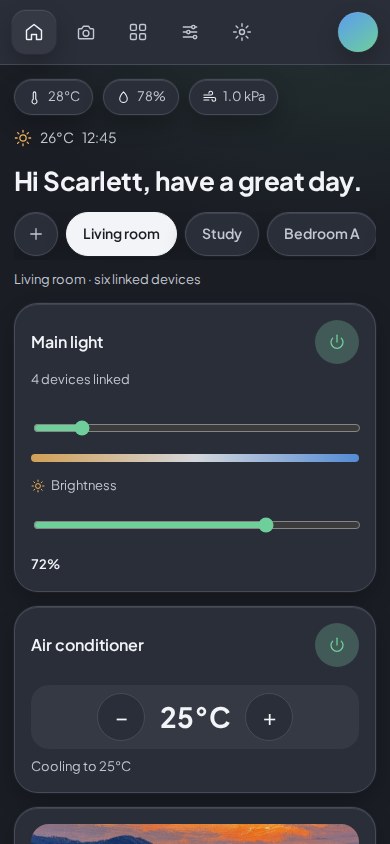 28°C 78% 1.0 kPa
26°C 12:45
Hi Scarlett, have a great day.
+ Living room Study Bedroom A
Living room · six linked devices
Main light
4 devices linked
Brightness
72%
Air conditioner
− 25°C +
Cooling to 25°C